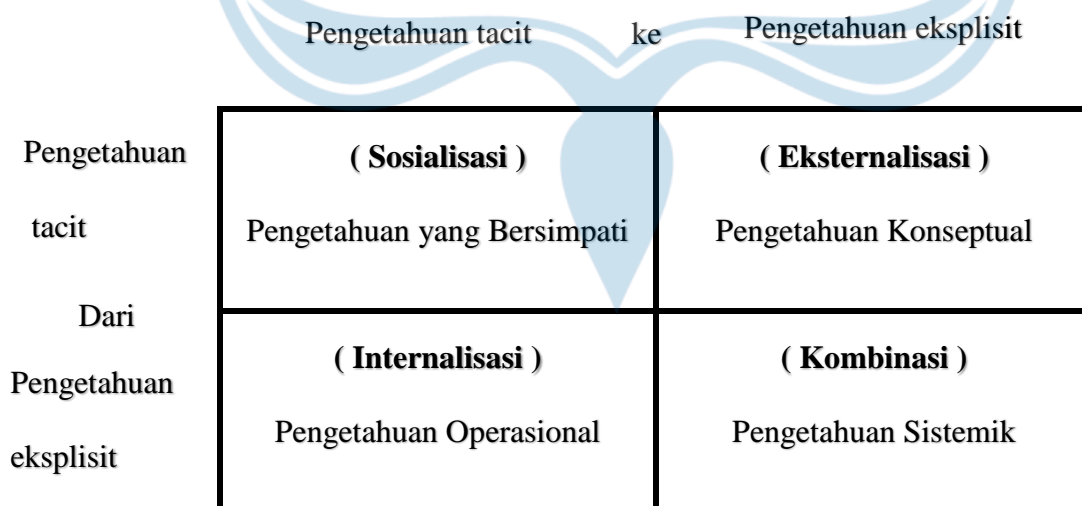 Pengetahuan tacit ke Pengetahuan eksplisit
Pengetahuan
tacit
( Sosialisasi )
Pengetahuan yang Bersimpati
( Eksternalisasi )
Pengetahuan Konseptual
Dari
Pengetahuan
eksplisit
( Internalisasi )
Pengetahuan Operasional
( Kombinasi )
Pengetahuan Sistemik